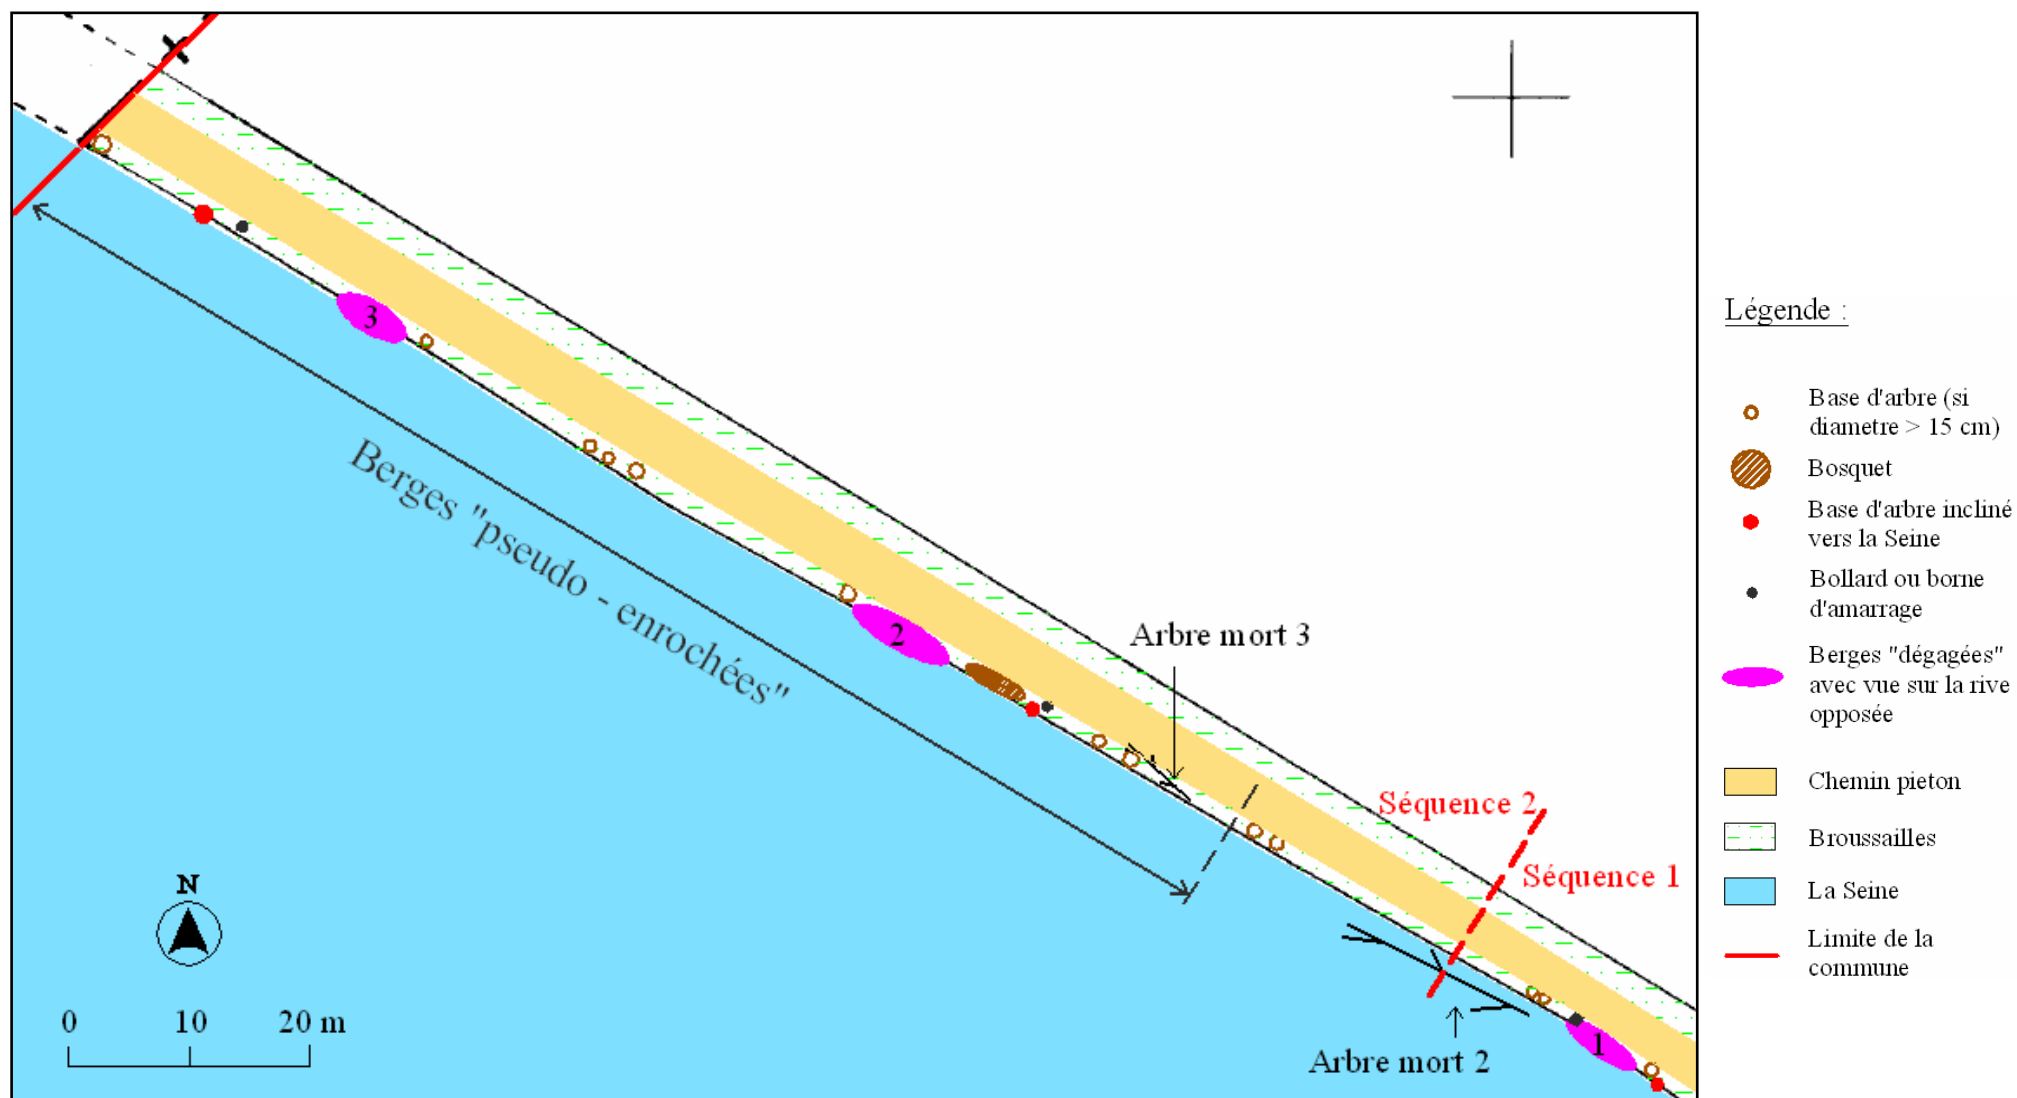 3
Berges "pseudo - enrochées"
2
Arbre mort 3
Séquence 2
Séquence 1
N
0 10 20 m
1
Arbre mort 2
Légende :
Base d'arbre (si
diametre > 15 cm)
Bosquet
Base d'arbre incliné
vers la Seine
Bollard ou borne
d'amarrage
Berges "dégagées"
avec vue sur la rive
opposée
Chemin pieton
Broussailles
La Seine
Limite de la
commune